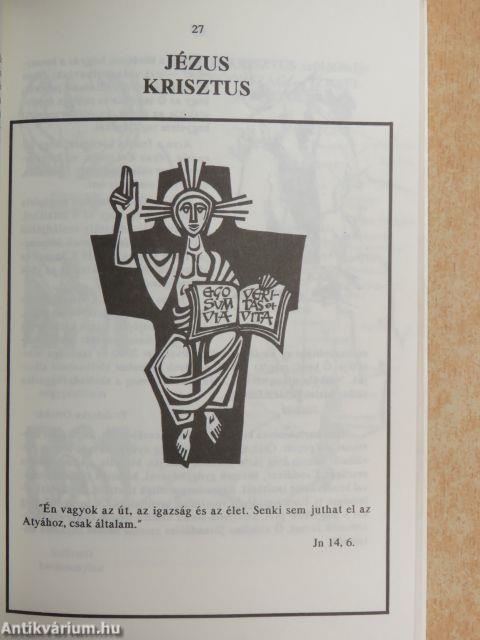 27
JÉZUS
KRISZTUS
EGO
SUM
VIA
VERI-
TAS ET
VITA
"Én vagyok az út, az igazság és az élet. Senki sem juthat el az
Atyához, csak általam."
Jn 14, 6.
Antikvárium.hu